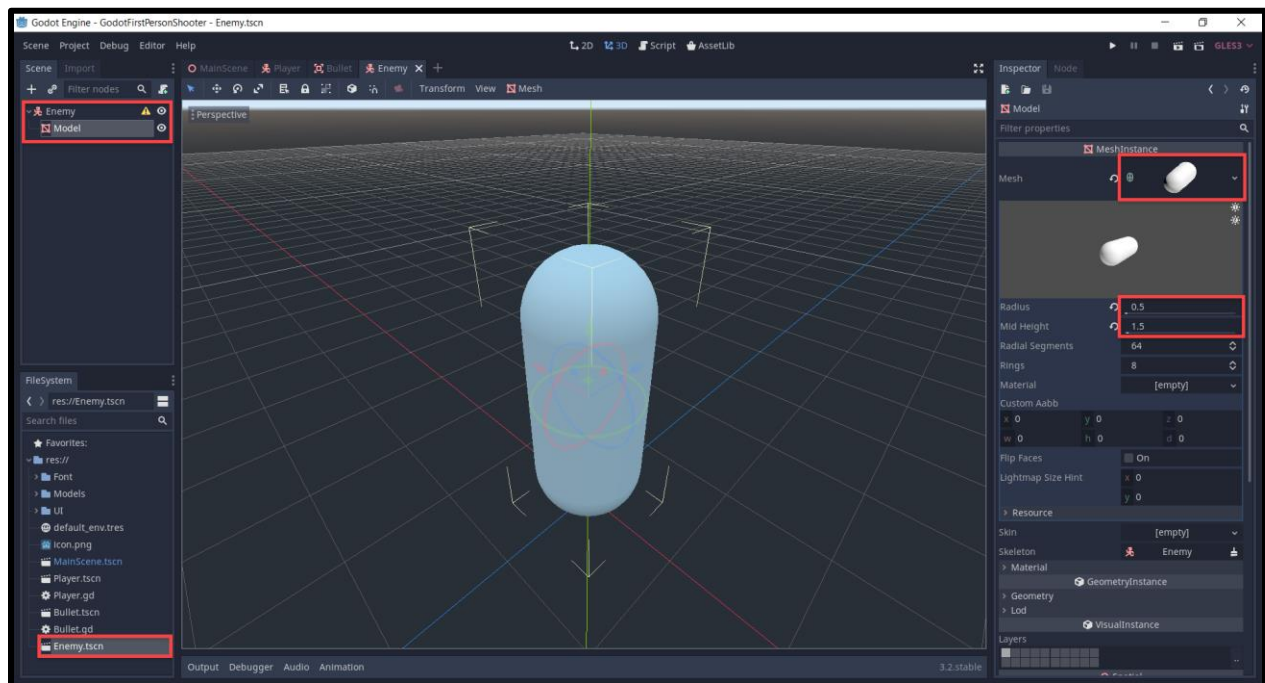 Godot Engine - GodotFirstPersonShooter - Enemy.tscn
Scene Project Debug Editor Help
2D 3D Script AssetLib
GLES3
Scene Import
MainScene Player Bullet Enemy
Inspector Node
Filter nodes
Transform View Mesh
Enemy
Model
Perspective
Model
Filter properties
MeshInstance
Mesh
Radius 0.5
Mid Height 1.5
Radial Segments 64
Rings 8
Material [empty]
Custom Aabb
x 0 y 0 z 0
w 0 h 0 d 0
Flip Faces On
Lightmap Size Hint x 0
y 0
Resource
Skin [empty]
Skeleton Enemy
Material
GeometryInstance
Geometry
Lod
VisualInstance
Layers
Spatial
FileSystem
res://Enemy.tscn
Search files
Favorites:
res://
Font
Models
UI
default_env.tres
icon.png
MainScene.tscn
Player.tscn
Player.gd
Bullet.tscn
Bullet.gd
Enemy.tscn
Output Debugger Audio Animation
3.2.stable